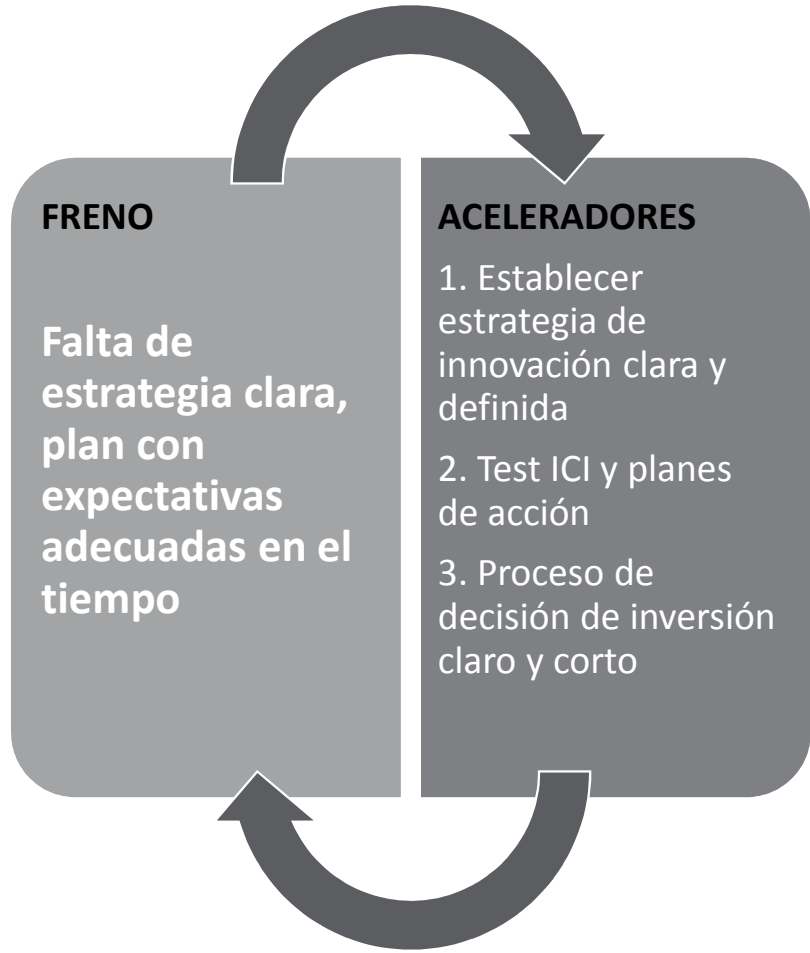 FRENO
Falta de
estrategia clara,
plan con
expectativas
adecuadas en el
tiempo
ACELERADORES
1. Establecer
estrategia de
innovación clara y
definida
2. Test ICI y planes
de acción
3. Proceso de
decisión de inversión
claro y corto